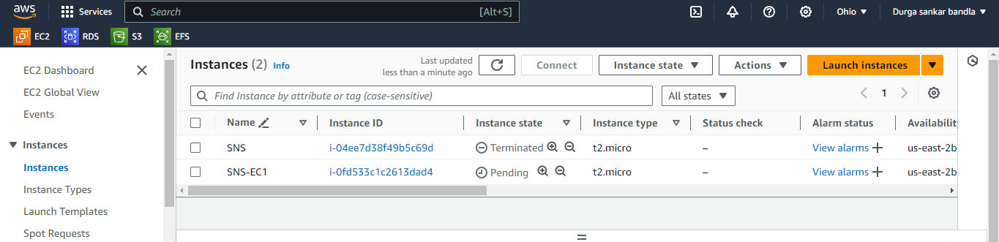 aws Services Search [Alt+S] Ohio ▼ Durga sankar bandla ▼
EC2 RDS S3 EFS
EC2 Dashboard
EC2 Global View
Events
Instances
Instances
Instance Types
Launch Templates
Spot Requests
Instances (2) Info
Last updated
less than a minute ago
Connect Instance state Actions Launch instances
Find Instance by attribute or tag (case-sensitive)
All states
1
Name Instance ID Instance state Instance type Status check Alarm status Availability
SNS i-04ee7d38f49b5c69d Terminated t2.micro – View alarms + us-east-2b
SNS-EC1 i-0fd533c1c2613dad4 Pending t2.micro – View alarms + us-east-2b